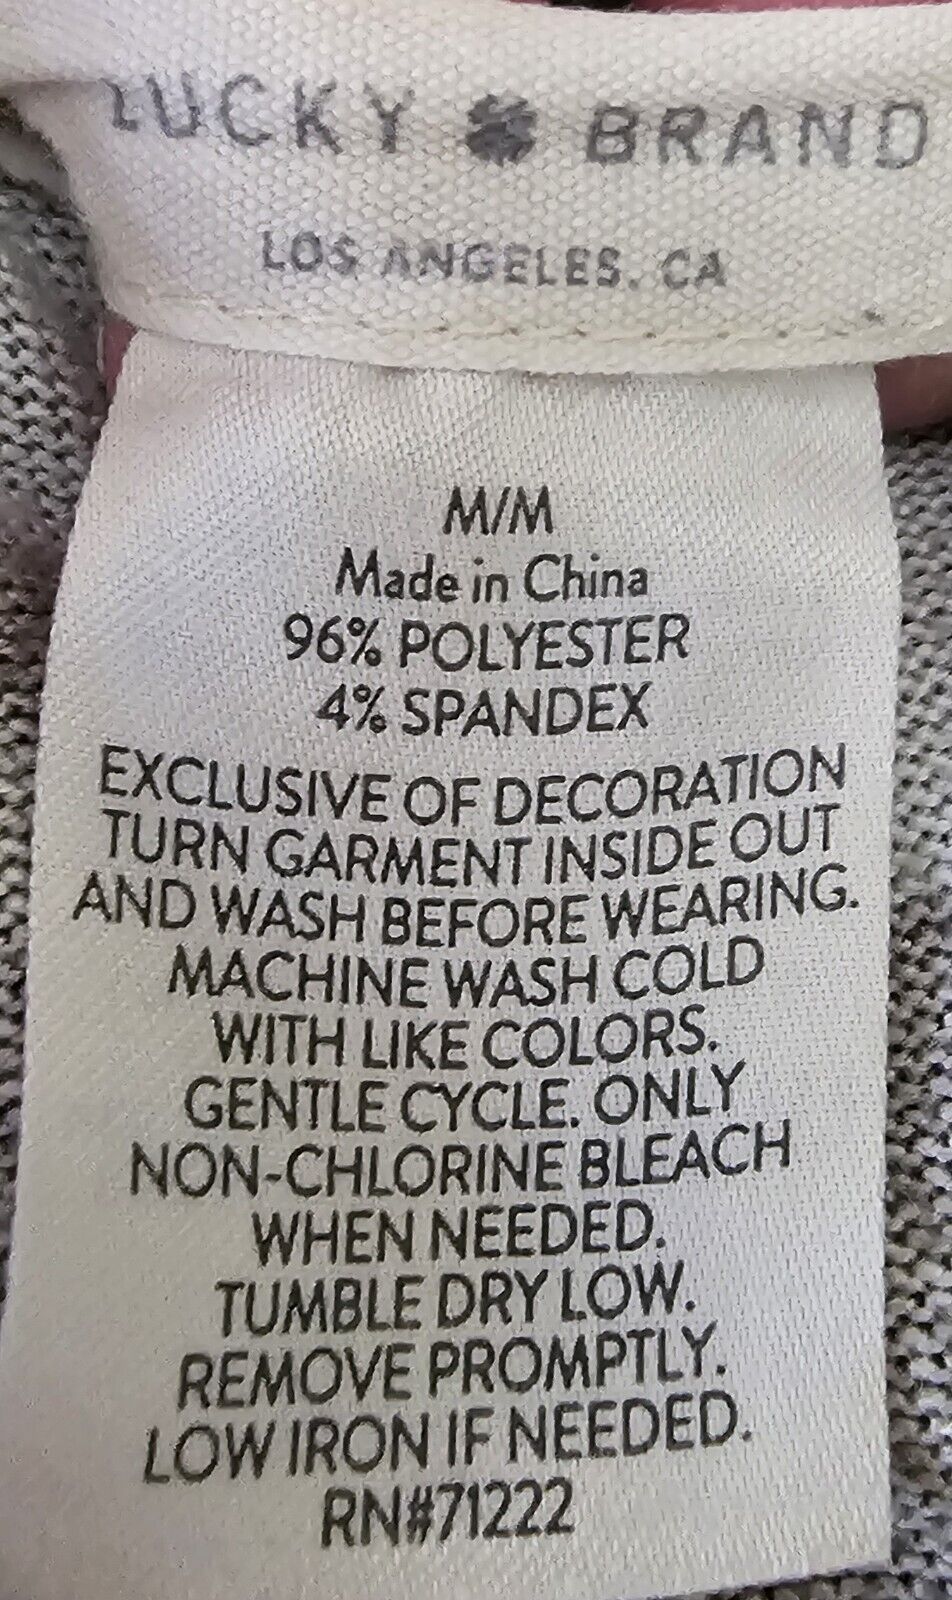 LUCKY BRAND
LOS ANGELES, CA
M/M
Made in China
96% POLYESTER
4% SPANDEX
EXCLUSIVE OF DECORATION
TURN GARMENT INSIDE OUT
AND WASH BEFORE WEARING.
MACHINE WASH COLD
WITH LIKE COLORS.
GENTLE CYCLE. ONLY
NON-CHLORINE BLEACH
WHEN NEEDED.
TUMBLE DRY LOW.
REMOVE PROMPTLY.
LOW IRON IF NEEDED.
RN#71222